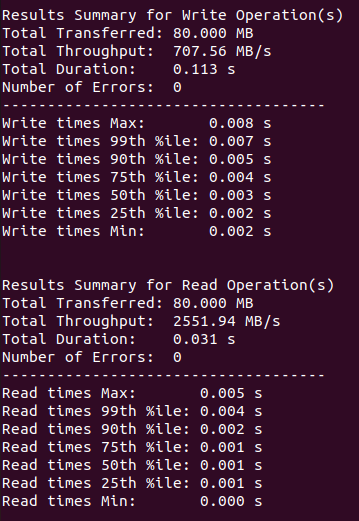 Results Summary for Write Operation(s)
Total Transferred: 80.000 MB
Total Throughput:  707.56 MB/s
Total Duration:    0.113 s
Number of Errors:  0
------------------------------------
Write times Max:       0.008 s
Write times 99th %ile: 0.007 s
Write times 90th %ile: 0.005 s
Write times 75th %ile: 0.004 s
Write times 50th %ile: 0.003 s
Write times 25th %ile: 0.002 s
Write times Min:       0.002 s
Results Summary for Read Operation(s)
Total Transferred: 80.000 MB
Total Throughput:  2551.94 MB/s
Total Duration:    0.031 s
Number of Errors:  0
------------------------------------
Read times Max:       0.005 s
Read times 99th %ile: 0.004 s
Read times 90th %ile: 0.002 s
Read times 75th %ile: 0.001 s
Read times 50th %ile: 0.001 s
Read times 25th %ile: 0.001 s
Read times Min:       0.000 s